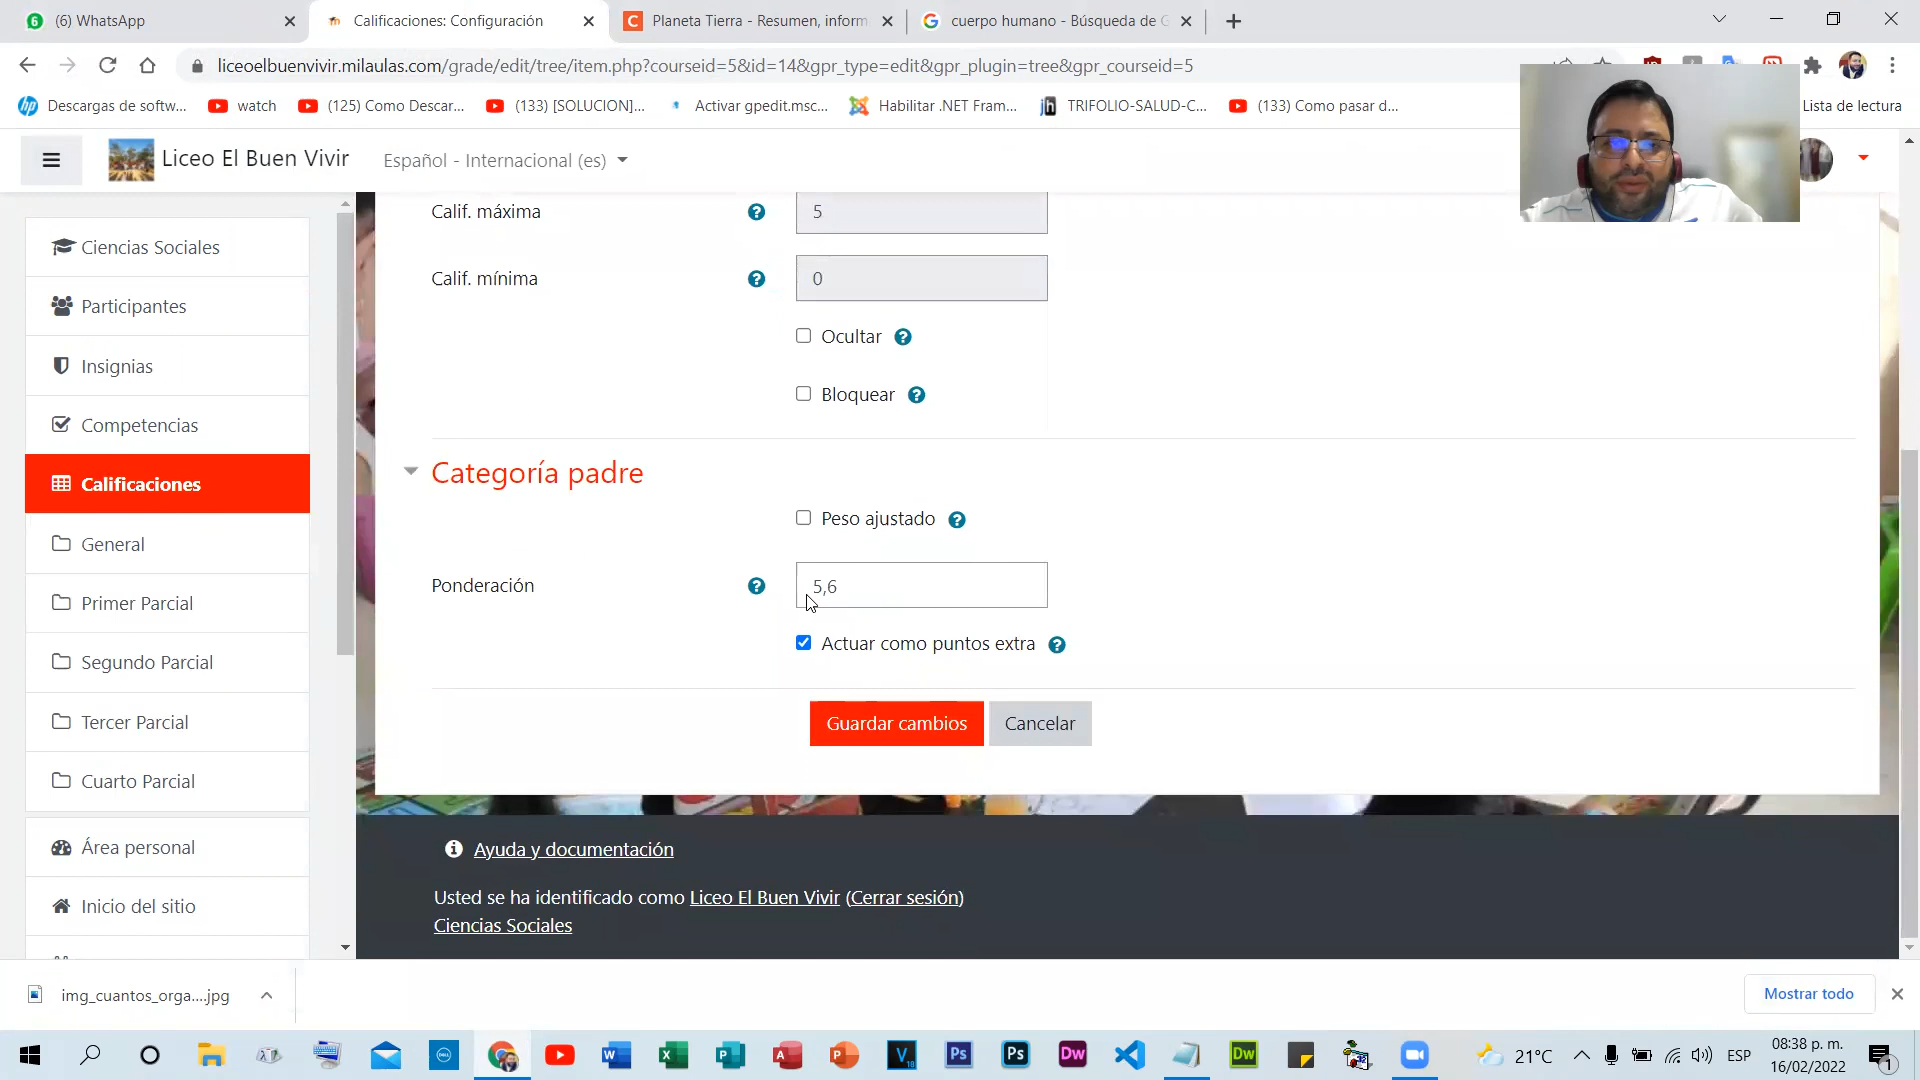 (6) WhatsApp
Calificaciones: Configuración
Planeta Tierra - Resumen, inform
cuerpo humano - Búsqueda de G
liceoelbuenvivir.milaulas.com/grade/edit/tree/item.php?courseid=5&id=14&gpr_type=edit&gpr_plugin=tree&gpr_courseid=5
Descargas de softw...
watch
(125) Como Descar...
(133) [SOLUCION]...
Activar gpedit.msc...
Habilitar .NET Fram...
TRIFOLIO-SALUD-C...
(133) Como pasar d...
Lista de lectura
Liceo El Buen Vivir
Español - Internacional (es)
Ciencias Sociales
Participantes
Insignias
Competencias
Calificaciones
General
Primer Parcial
Segundo Parcial
Tercer Parcial
Cuarto Parcial
Área personal
Inicio del sitio
Calif. máxima
5
Calif. mínima
0
Ocultar
Bloquear
Categoría padre
Peso ajustado
Ponderación
5,6
Actuar como puntos extra
Guardar cambios
Cancelar
Ayuda y documentación
Usted se ha identificado como Liceo El Buen Vivir (Cerrar sesión)
Ciencias Sociales
img_cuantos_orga....jpg
Mostrar todo
21°C
ESP
08:38 p. m.
16/02/2022
1